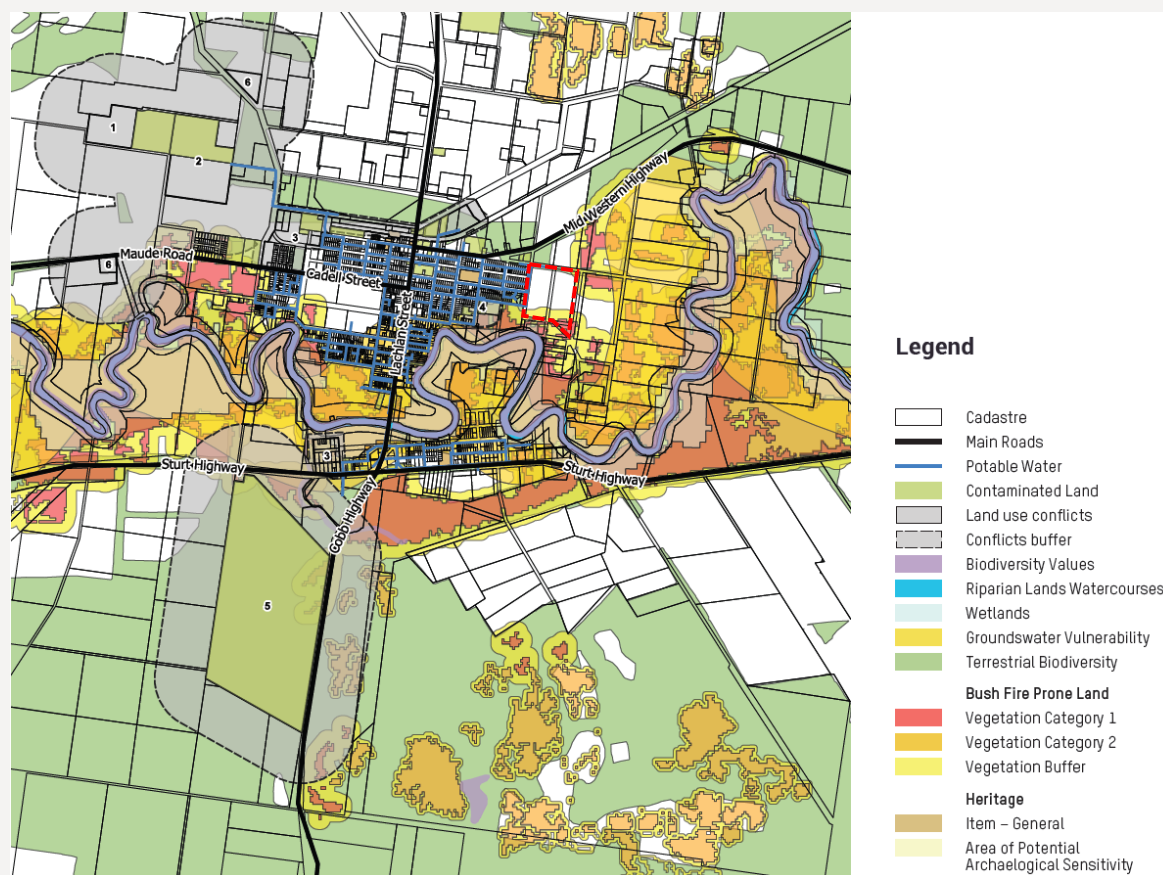 6
1
2
Mid Western Highway
3
Maude Road
6
Cadell Street
4
Lachlan Street
5
3
Sturt Highway
Sturt Highway
Cobb Highway
5
Legend
Cadastre
Main Roads
Potable Water
Contaminated Land
Land use conflicts
Conflicts buffer
Biodiversity Values
Riparian Lands Watercourses
Wetlands
Groundswater Vulnerability
Terrestrial Biodiversity
Bush Fire Prone Land
Vegetation Category 1
Vegetation Category 2
Vegetation Buffer
Heritage
Item – General
Area of Potential
Archaelogical Sensitivity